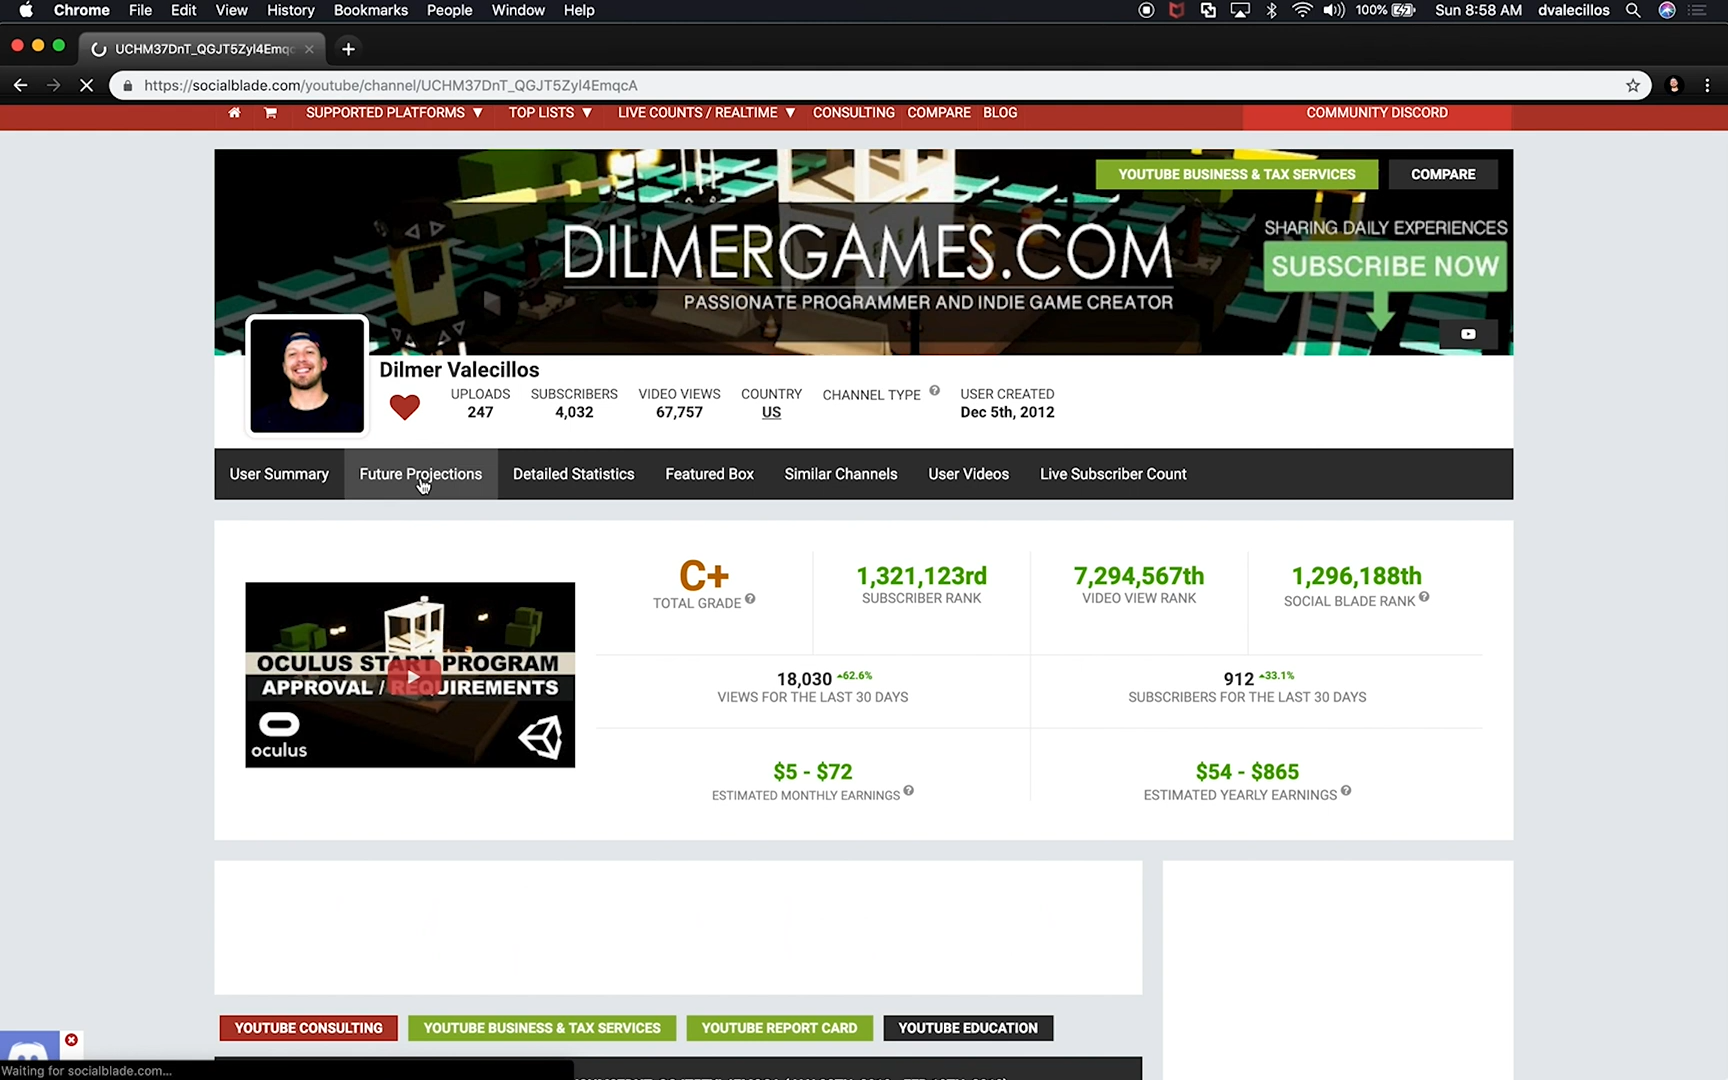 Chrome File Edit View History Bookmarks People Window Help 100% Sun 8:58 AM dvalecillos
UCHM37DnT_QGJT5Zyl4Emqc
https://socialblade.com/youtube/channel/UCHM37DnT_QGJT5Zyl4EmqcA
SUPPORTED PLATFORMS ▼ TOP LISTS ▼ LIVE COUNTS / REALTIME ▼ CONSULTING COMPARE BLOG COMMUNITY DISCORD
YOUTUBE BUSINESS & TAX SERVICES COMPARE
SHARING DAILY EXPERIENCES
DILMERGAMES.COM
SUBSCRIBE NOW
PASSIONATE PROGRAMMER AND INDIE GAME CREATOR
Dilmer Valecillos
UPLOADS SUBSCRIBERS VIDEO VIEWS COUNTRY CHANNEL TYPE USER CREATED
247 4,032 67,757 US Dec 5th, 2012
User Summary Future Projections Detailed Statistics Featured Box Similar Channels User Videos Live Subscriber Count
C+ 1,321,123rd 7,294,567th 1,296,188th
TOTAL GRADE SUBSCRIBER RANK VIDEO VIEW RANK SOCIAL BLADE RANK
OCULUS START PROGRAM
APPROVAL / REQUIREMENTS
oculus
18,030 +62.6% 912 +33.1%
VIEWS FOR THE LAST 30 DAYS SUBSCRIBERS FOR THE LAST 30 DAYS
$5 - $72 $54 - $865
ESTIMATED MONTHLY EARNINGS ESTIMATED YEARLY EARNINGS
YOUTUBE CONSULTING YOUTUBE BUSINESS & TAX SERVICES YOUTUBE REPORT CARD YOUTUBE EDUCATION
Waiting for socialblade.com...